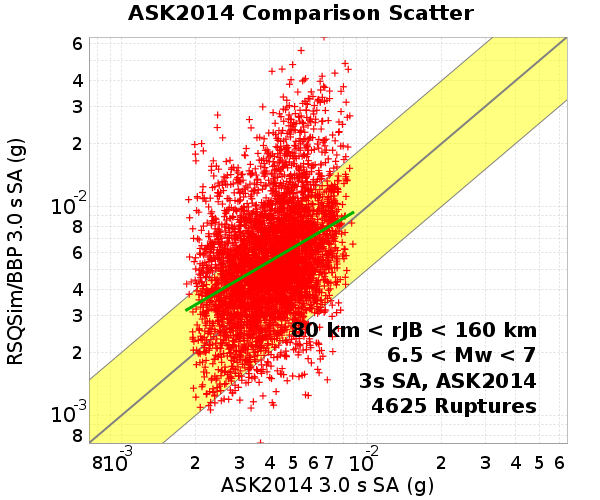 ASK2014 Comparison Scatter
RSQSim/BBP 3.0 s SA (g)
6
4
3
2
10-2
8
6
4
3
2
10-3
8
80 km < rJB < 160 km
6.5 < Mw < 7
3s SA, ASK2014
4625 Ruptures
8 10-3 2 3 4 5 6 7 10-2 2 3 4 5 6
ASK2014 3.0 s SA (g)